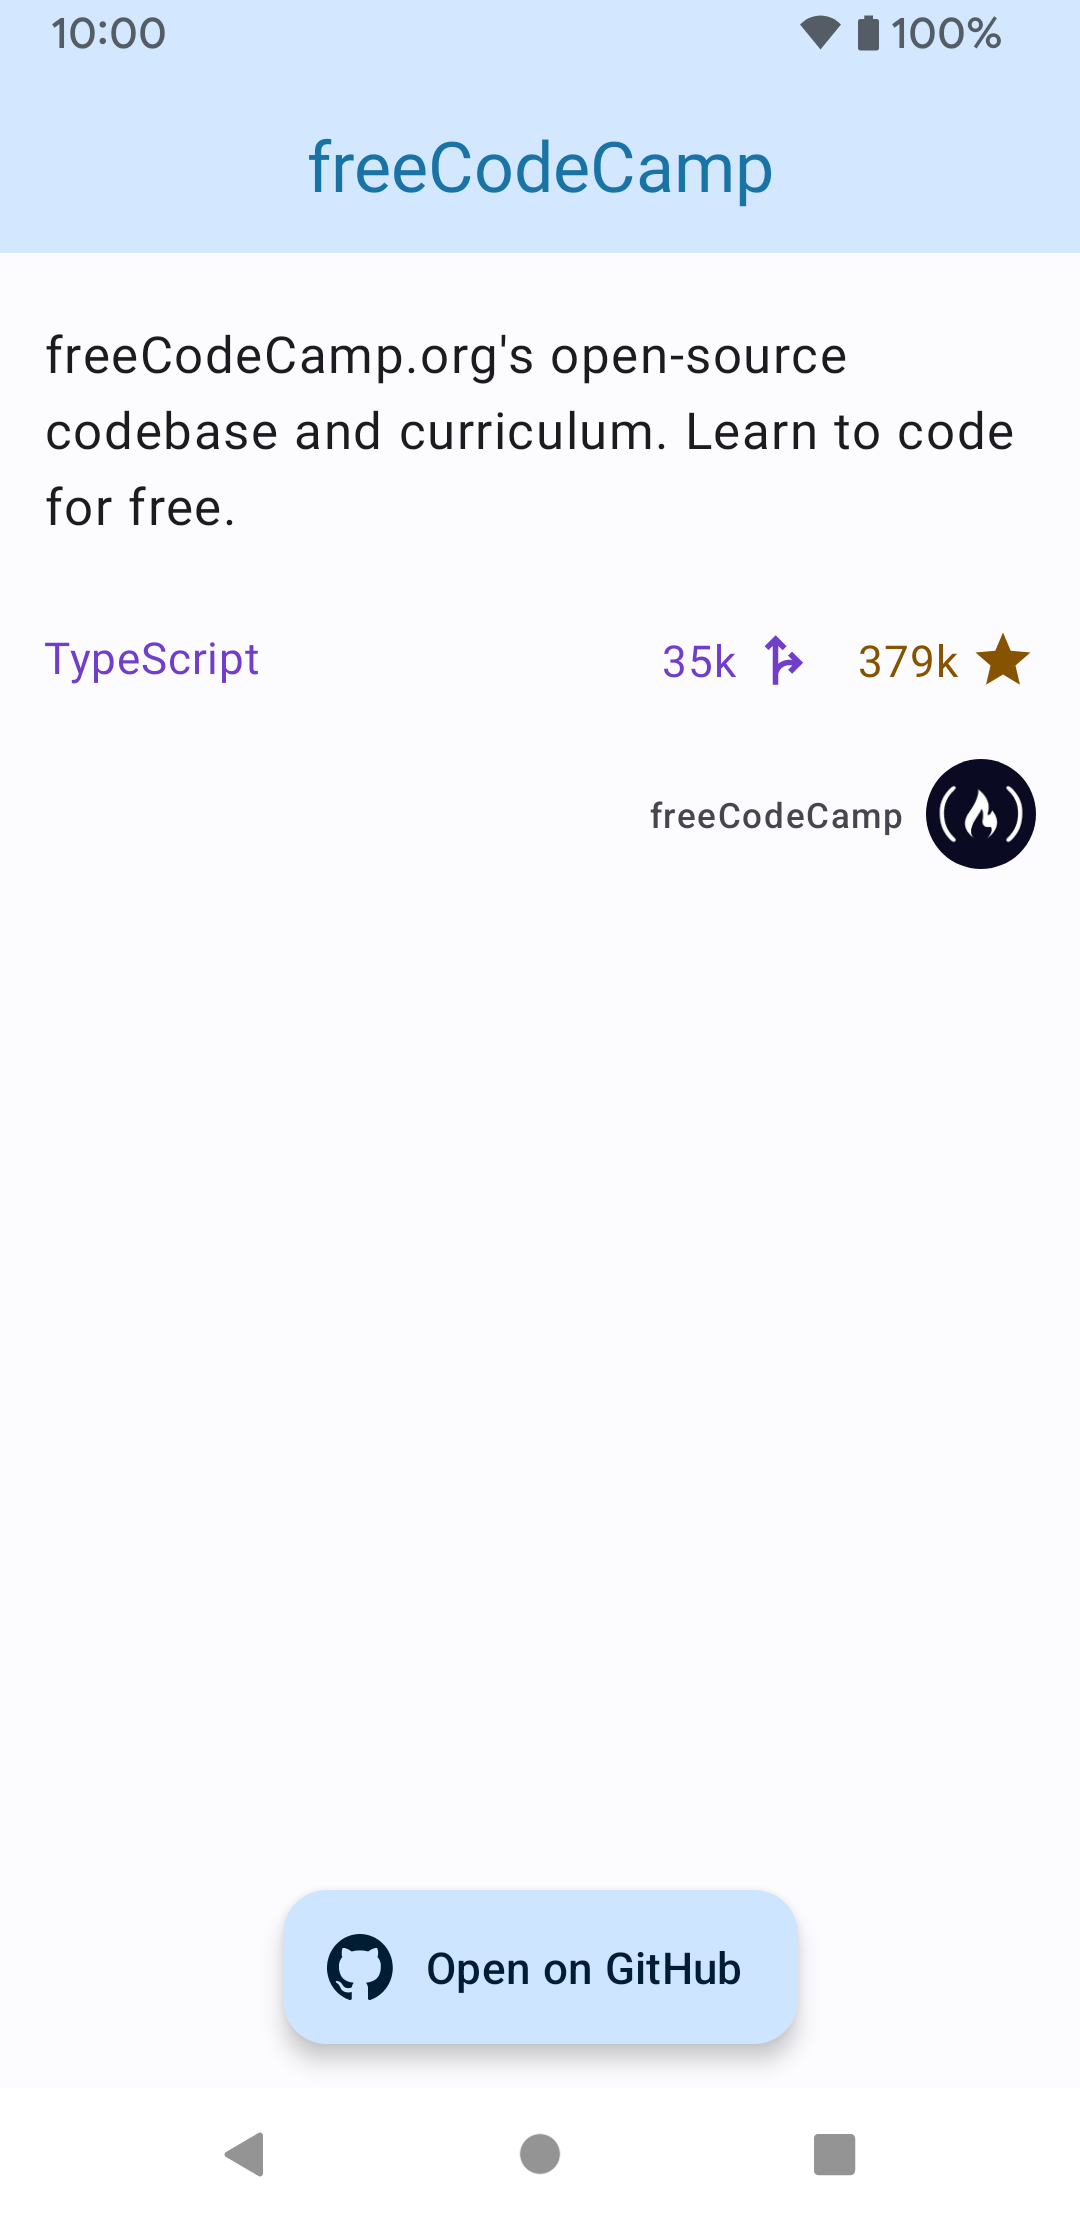 10:00 100%
freeCodeCamp
freeCodeCamp.org's open-source
codebase and curriculum. Learn to code
for free.
TypeScript 35k 379k
freeCodeCamp
Open on GitHub